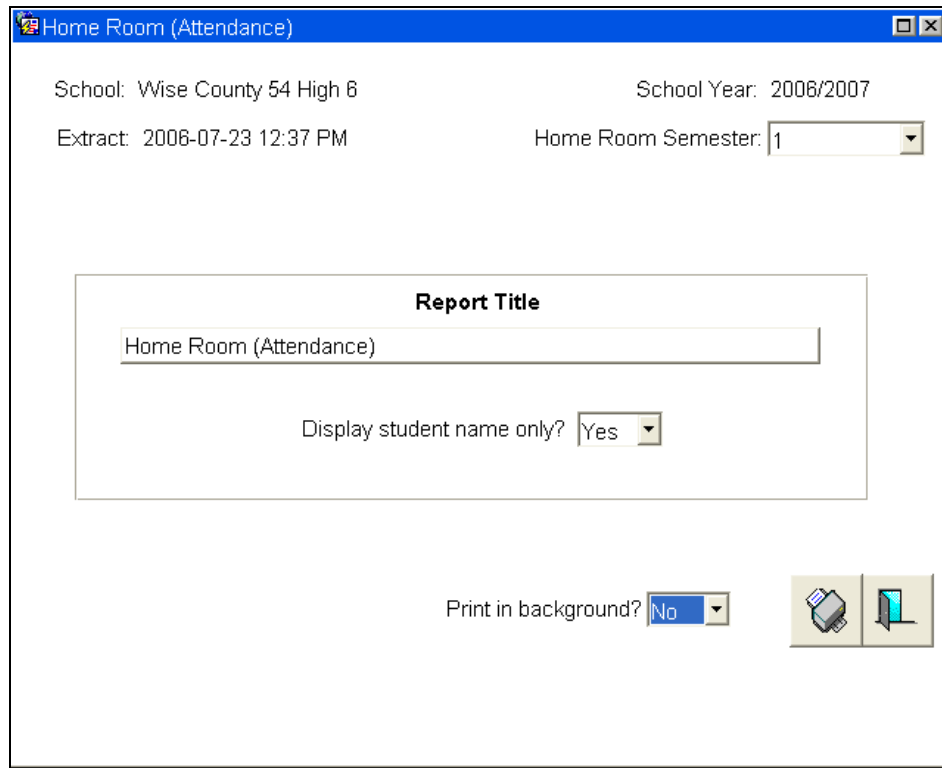 Home Room (Attendance)
School: Wise County 54 High 6
School Year: 2006/2007
Extract: 2006-07-23 12:37 PM
Home Room Semester: 1
Report Title
Home Room (Attendance)
Display student name only? Yes
Print in background? No